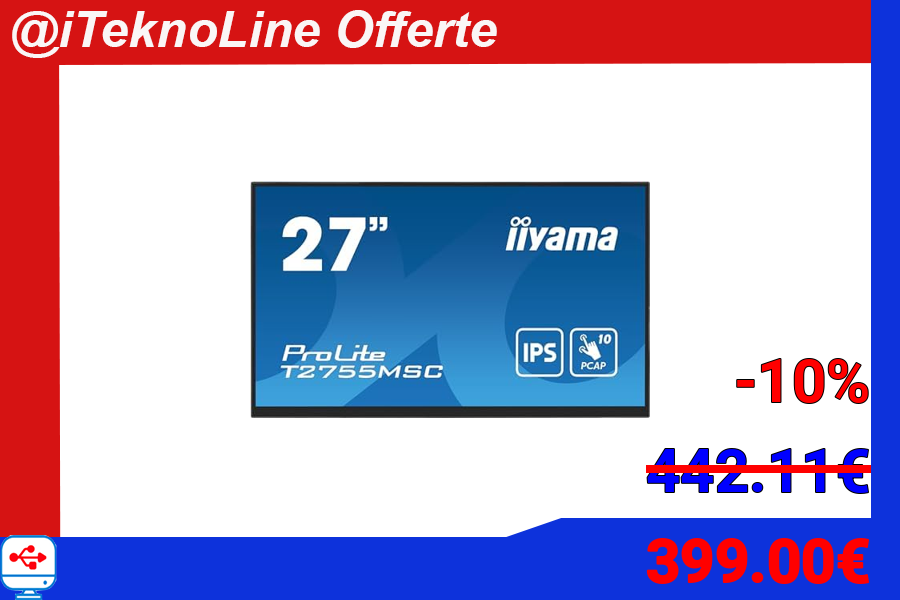 @iTeknoLine Offerte
27”
iiyama
ProLite
T2755MSC
IPS
10
PCAP
-10%
442.11€
399.00€